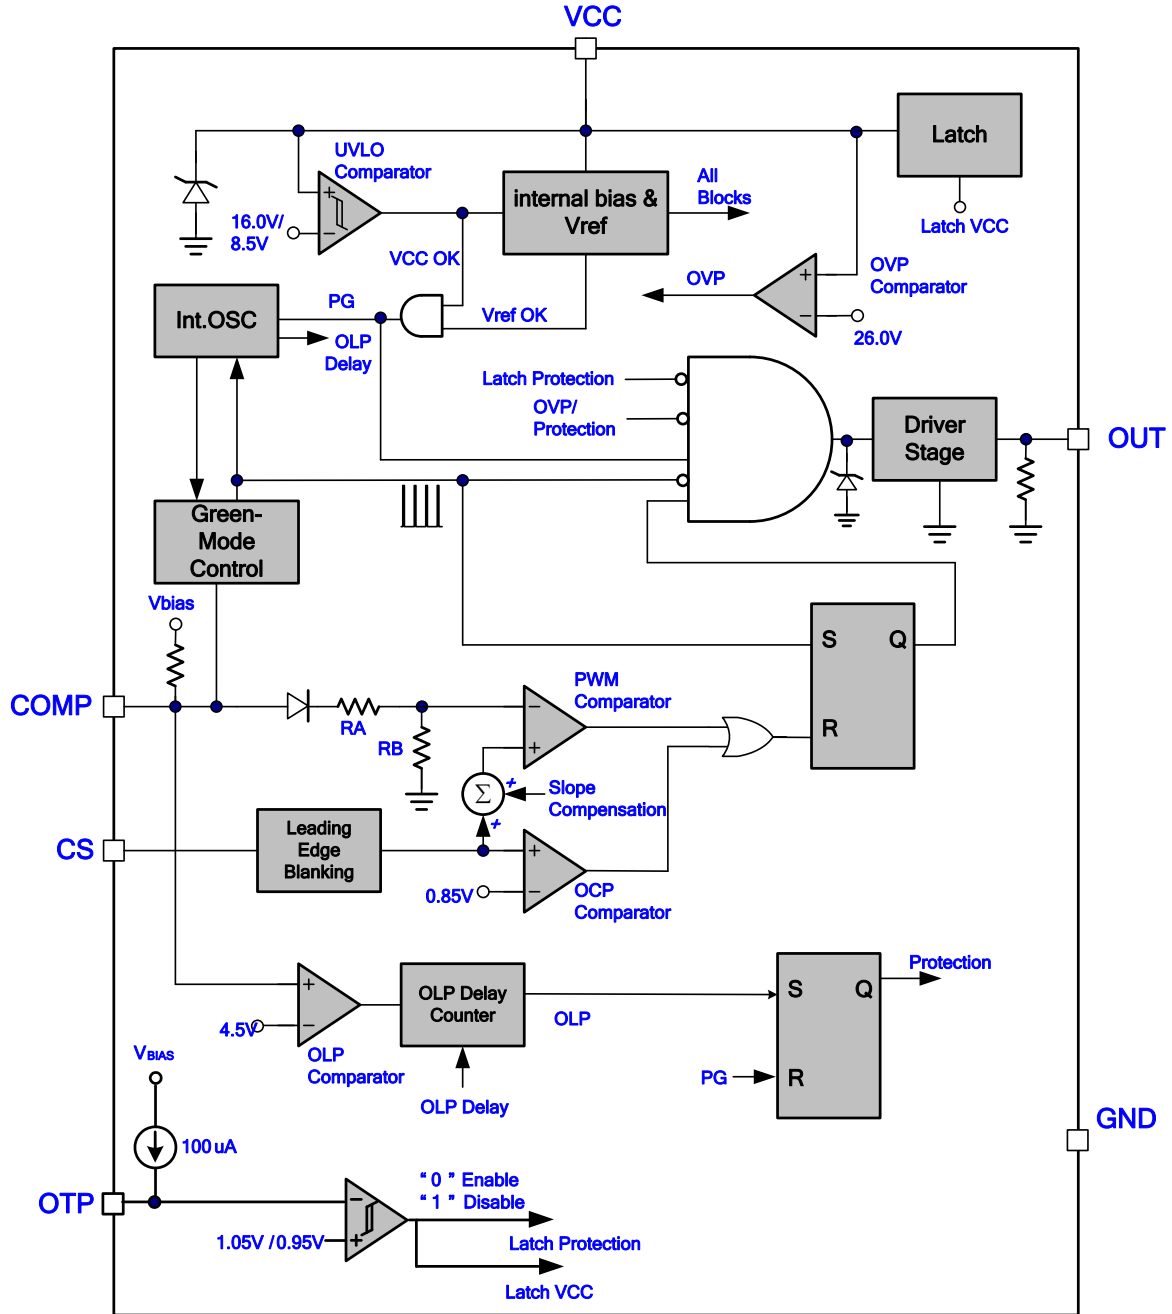 VCC
Latch
Latch VCC
UVLO
Comparator
+
−
16.0V/
8.5V
internal bias &
Vref
All
Blocks
VCC OK
OVP
OVP
Comparator
+
−
26.0V
PG
Vref OK
Int.OSC
OLP
Delay
Latch Protection
OVP/
Protection
Driver
Stage
OUT
Green-
Mode
Control
Vbias
S
Q
R
COMP
RA
RB
PWM
Comparator
−
+
Σ
+
+
Slope
Compensation
CS
Leading
Edge
Blanking
+
−
0.85V
OCP
Comparator
+
−
4.5V
OLP
Comparator
OLP Delay
Counter
OLP
OLP Delay
S
Q
R
Protection
PG
GND
VBIAS
100 uA
OTP
−
+
1.05V / 0.95V
“ 0 ” Enable
“ 1 ” Disable
Latch Protection
Latch VCC